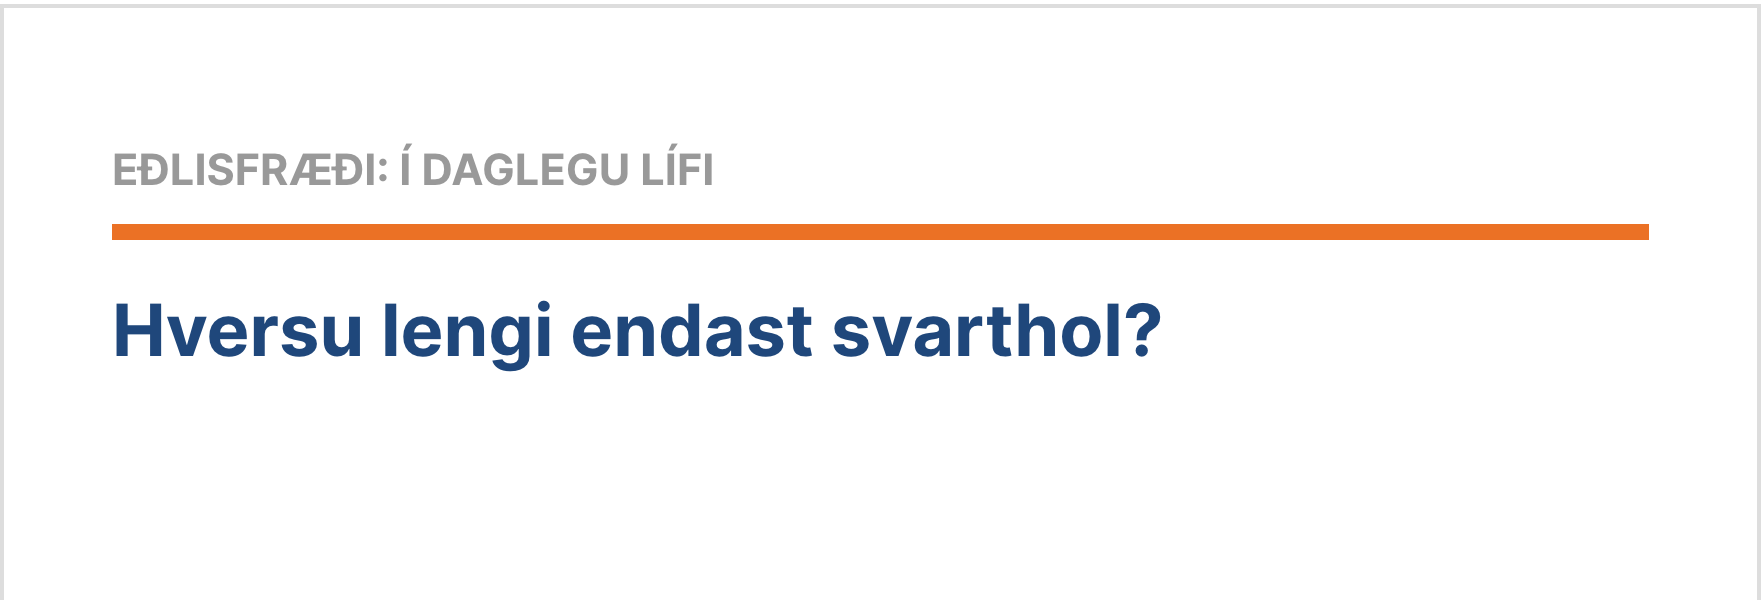 EÐLISFRÆÐI: Í DAGLEGU LÍFI
Hversu lengi endast svarthol?